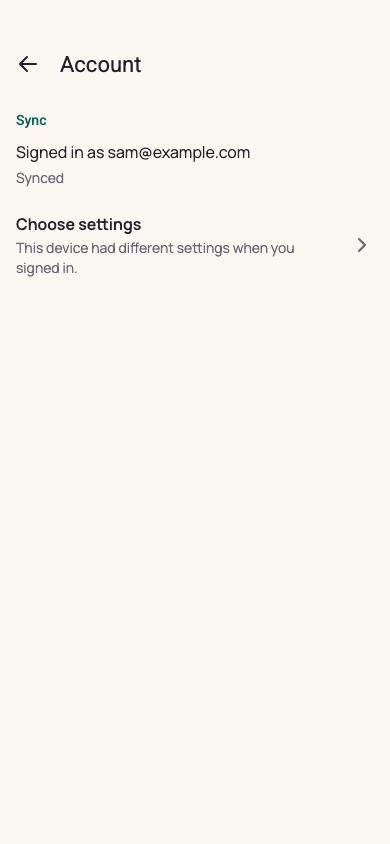 Account
Sync
Signed in as sam@example.com
Synced
Choose settings
This device had different settings when you
signed in.